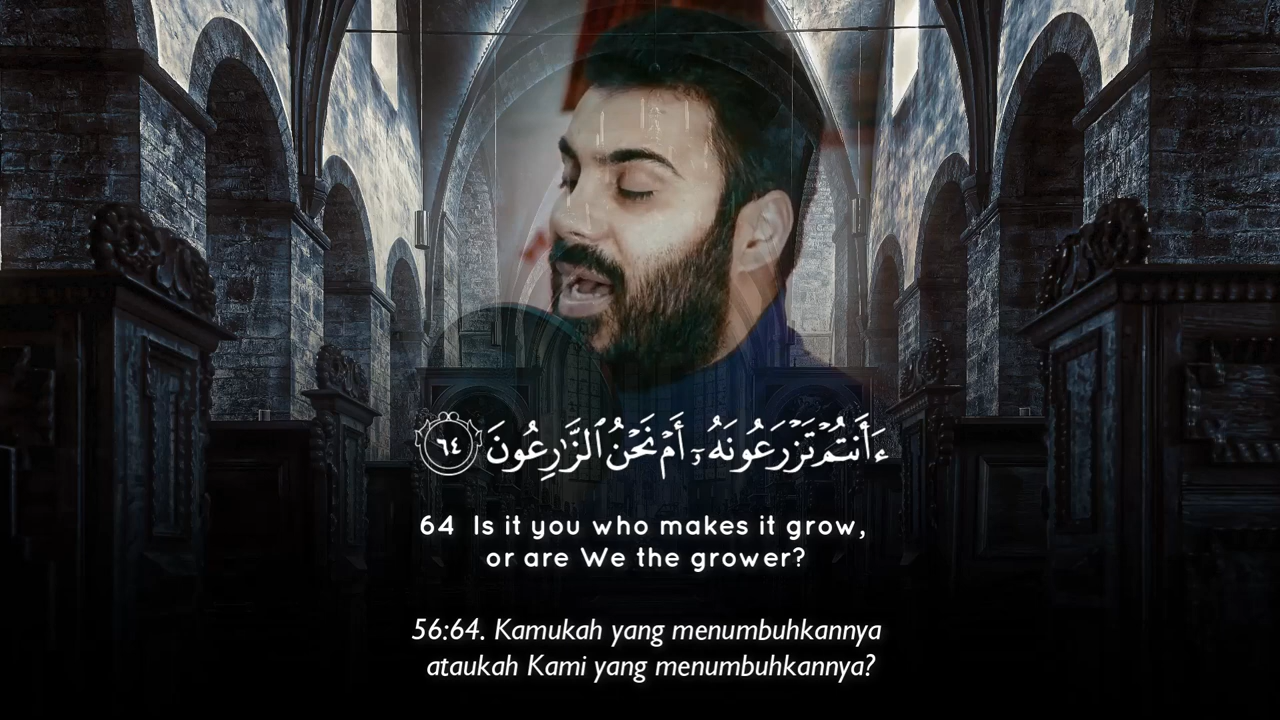 ءَأَنتُمْ تَزْرَعُونَهُۥٓ أَمْ نَحْنُ ٱلزَّٰرِعُونَ ٦٤
64 Is it you who makes it grow,
or are We the grower?
56:64. Kamukah yang menumbuhkannya
ataukah Kami yang menumbuhkannya?